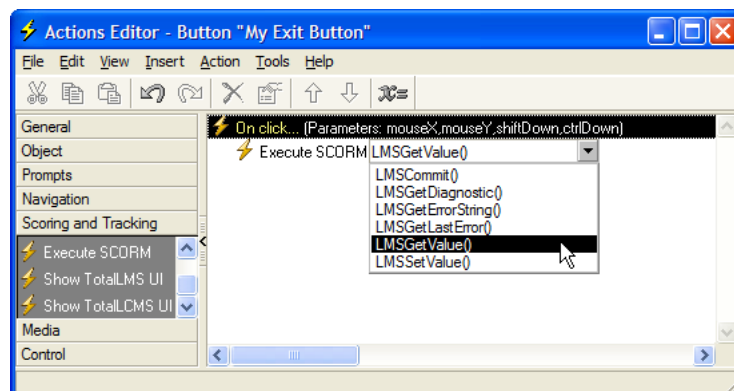 Actions Editor - Button "My Exit Button"
File Edit View Insert Action Tools Help
x=
General
Object
Prompts
Navigation
Scoring and Tracking
Execute SCORM
Show TotalLMS UI
Show TotalLCMS UI
Media
Control
On click... (Parameters: mouseX,mouseY,shiftDown,ctrlDown)
Execute SCORM LMSGetValue()
LMSCommit()
LMSGetDiagnostic()
LMSGetErrorString()
LMSGetLastError()
LMSGetValue()
LMSSetValue()